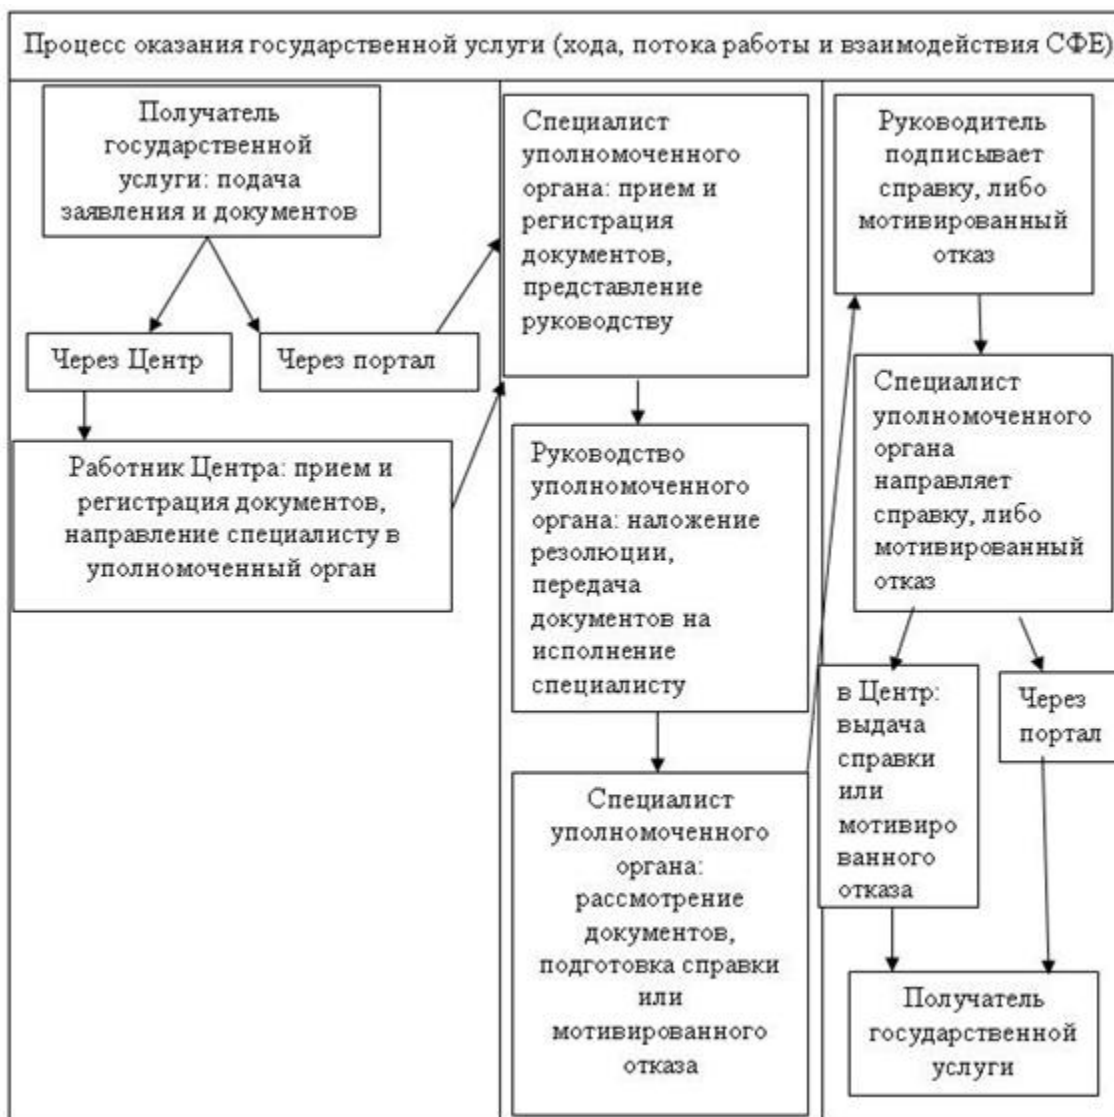 Процесс оказания государственной услуги (хода, потока работы и взаимодействия СФЕ)
Получатель
государственной
услуги: подача
заявления и документов
Через Центр
Через портал
Работник Центра: прием и
регистрация документов,
направление специалисту в
уполномоченный орган
Специалист
уполномоченного
органа: прием и
регистрация
документов,
представление
руководству
Руководство
уполномоченного
органа: наложение
резолюции,
передача
документов на
исполнение
специалисту
Специалист
уполномоченного
органа:
рассмотрение
документов,
подготовка справки
или
мотивированного
отказа
Руководитель
подписывает
справку, либо
мотивированный
отказ
Специалист
уполномоченного
органа
направляет
справку, либо
мотивированный
отказ
в Центр:
выдача
справки
или
мотивиро
ванного
отказа
Через
портал
Получатель
государственной
услуги